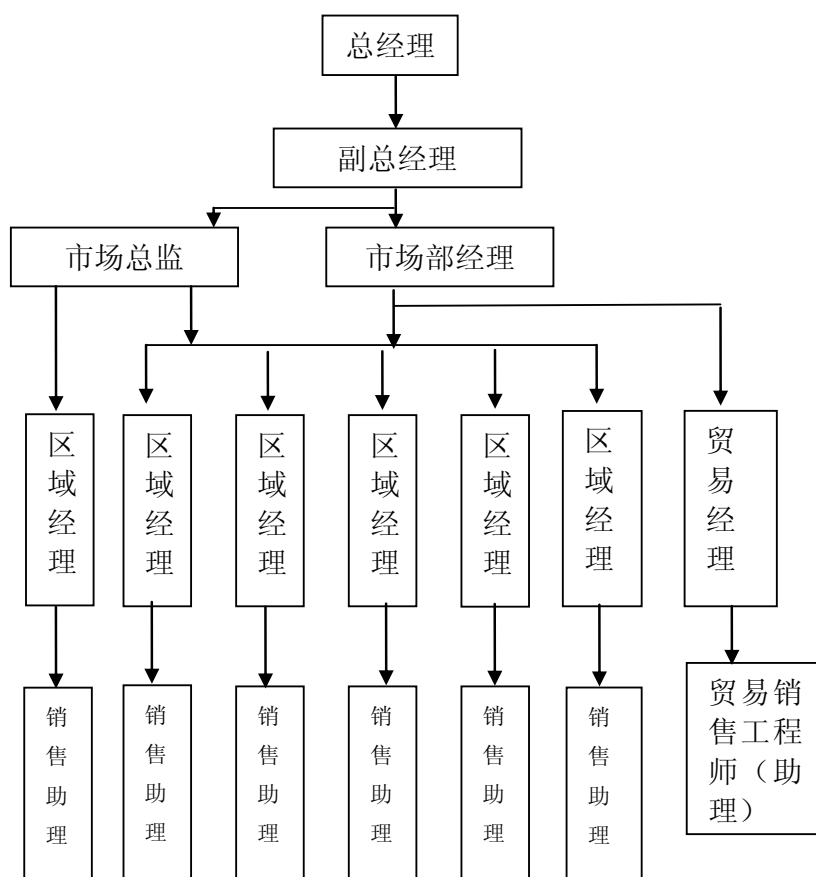 总经理
副总经理
市场总监
市场部经理
区域经理
区域经理
区域经理
区域经理
区域经理
区域经理
贸易经理
销售助理
销售助理
销售助理
销售助理
销售助理
销售助理
贸易销
售工程
师（助
理）